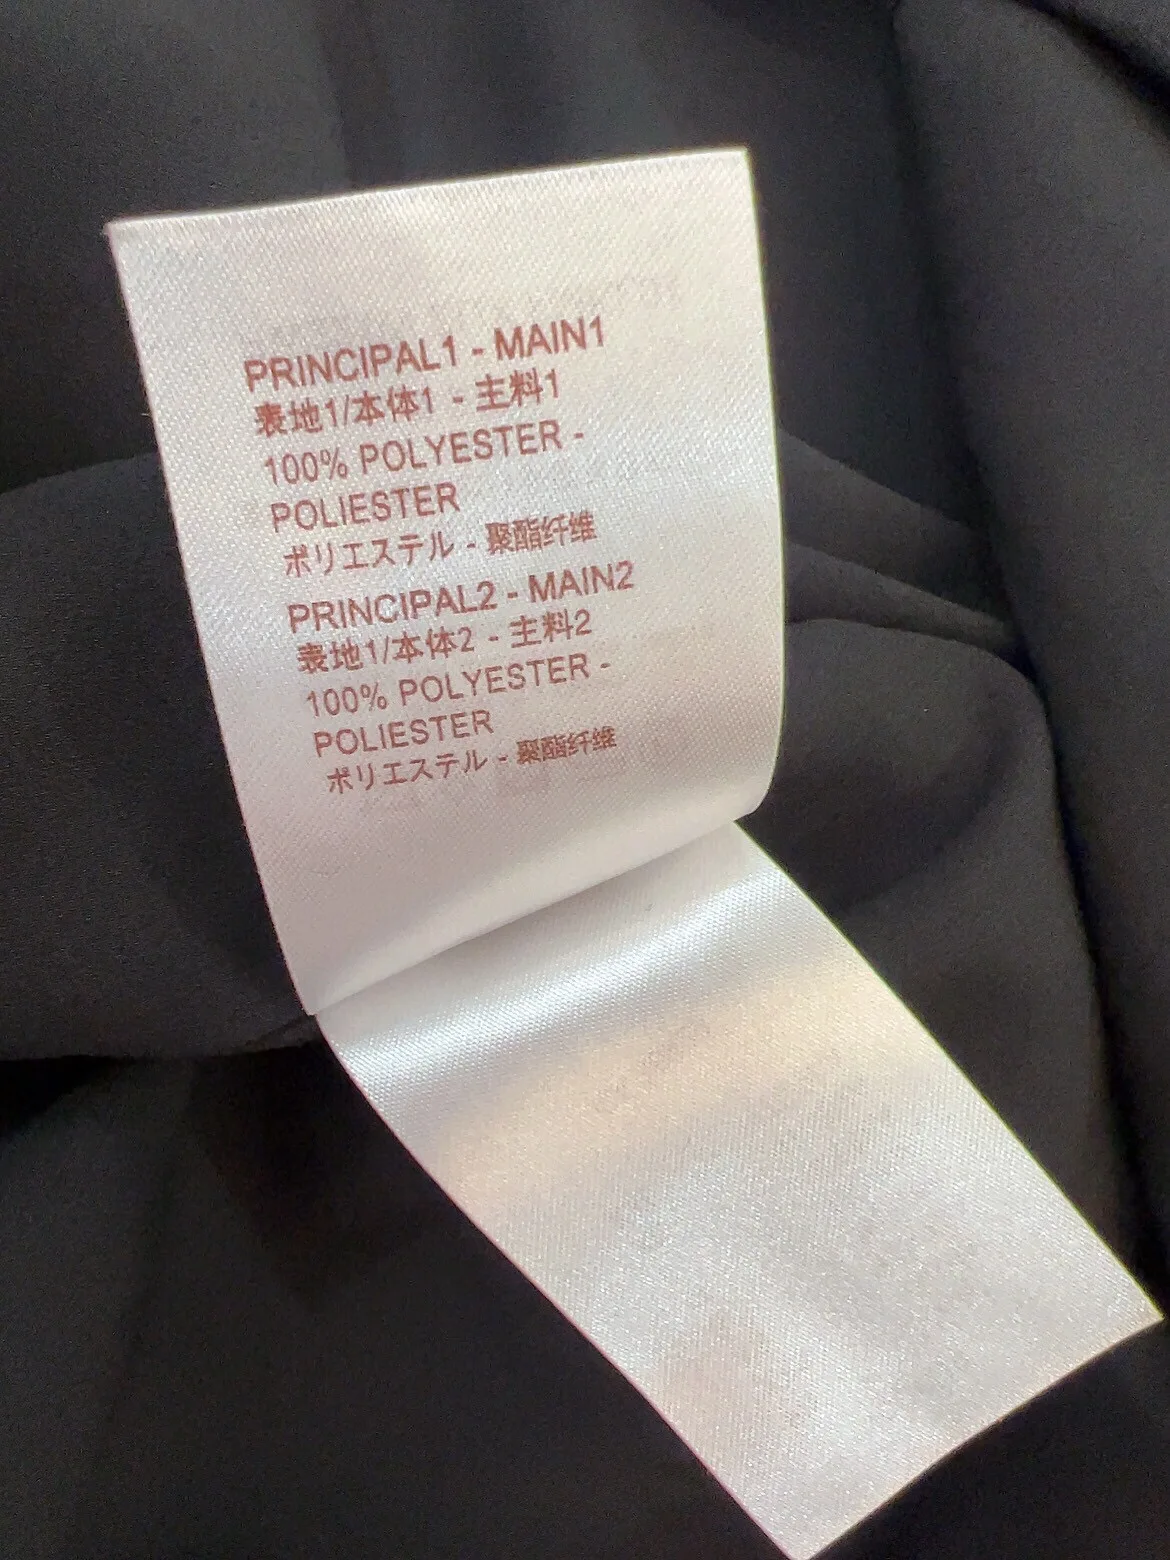 PRINCIPAL1 - MAIN1
表地1/本体1 - 主料1
100% POLYESTER -
POLIESTER
ポリエステル - 聚酯纤维
PRINCIPAL2 - MAIN2
表地1/本体2 - 主料2
100% POLYESTER -
POLIESTER
ポリエステル - 聚酯纤维